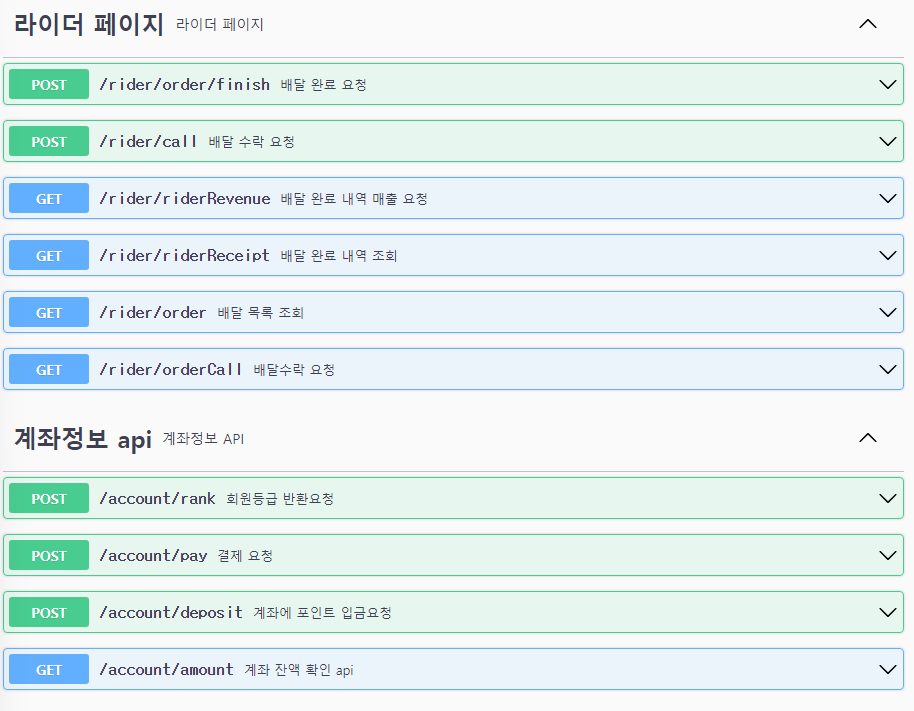 라이더 페이지 라이더 페이지
POST /rider/order/finish 배달 완료 요청
POST /rider/call 배달 수락 요청
GET /rider/riderRevenue 배달 완료 내역 매출 요청
GET /rider/riderReceipt 배달 완료 내역 조회
GET /rider/order 배달 목록 조회
GET /rider/orderCall 배달수락 요청
계좌정보 api 계좌정보 API
POST /account/rank 회원등급 반환요청
POST /account/pay 결제 요청
POST /account/deposit 계좌에 포인트 입금요청
GET /account/amount 계좌 잔액 확인 api